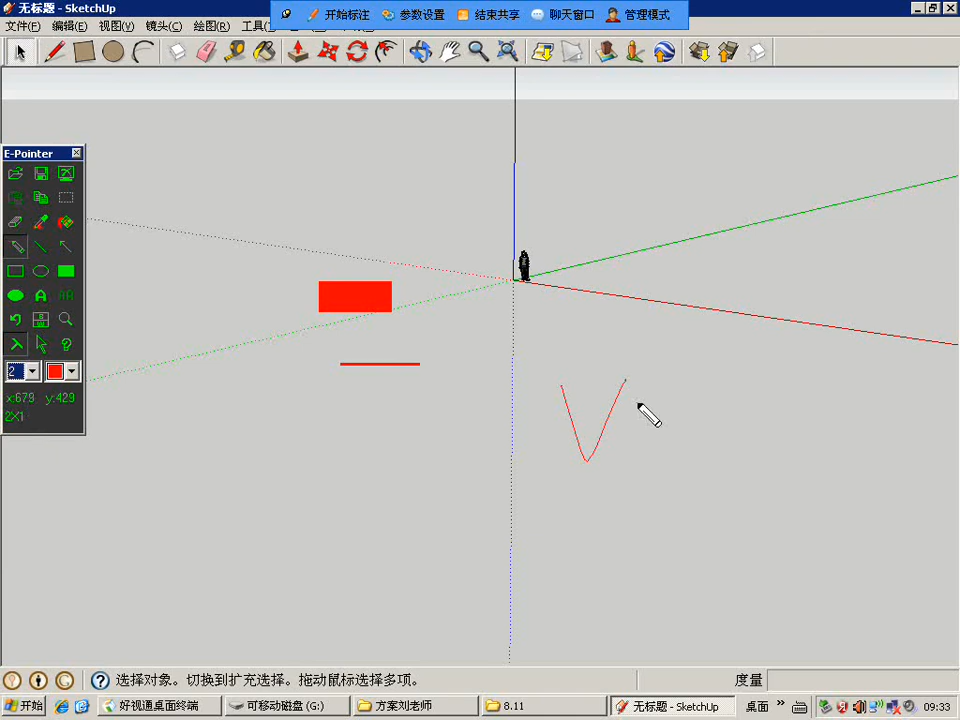 无标题 - SketchUp
开始标注 参数设置 结束共享 聊天窗口 管理模式
文件(F) 编辑(E) 视图(V) 镜头(C) 绘图(R) 工具(
E-Pointer
2
x:679 y:429
2X1
V
选择对象。切换到扩充选择。拖动鼠标选择多项。
度量
开始 好视通桌面终端 可移动磁盘 (G:) 方案刘老师 8.11 无标题 - SketchUp 桌面 09:33